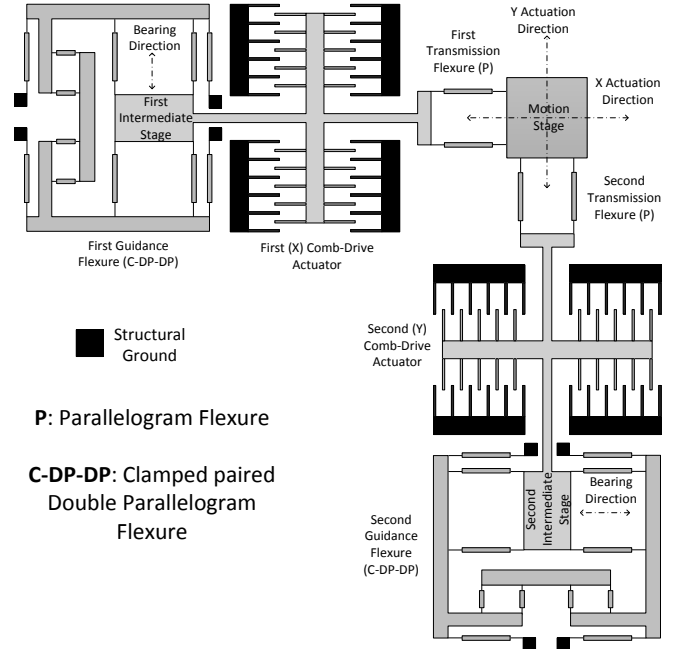 Bearing
Direction
First
Intermediate
Stage
First Guidance
Flexure (C-DP-DP)
First (X) Comb-Drive
Actuator
First
Transmission
Flexure (P)
Y Actuation
Direction
X Actuation
Direction
Motion
Stage
Second
Transmission
Flexure (P)
Structural
Ground
Second (Y)
Comb-Drive
Actuator
P: Parallelogram Flexure
C-DP-DP: Clamped paired
Double Parallelogram
Flexure
Second
Guidance
Flexure
(C-DP-DP)
Second
Intermediate
Stage
Bearing
Direction